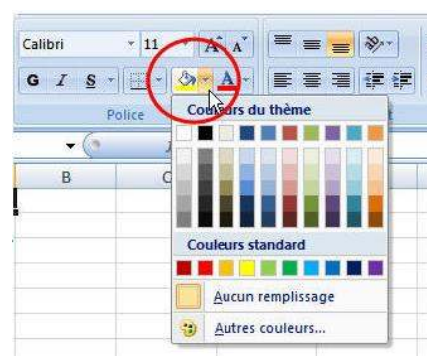 Calibri 11 A A
G I S A
Police
B C
Couleurs du thème
Couleurs standard
Aucun remplissage
Autres couleurs...